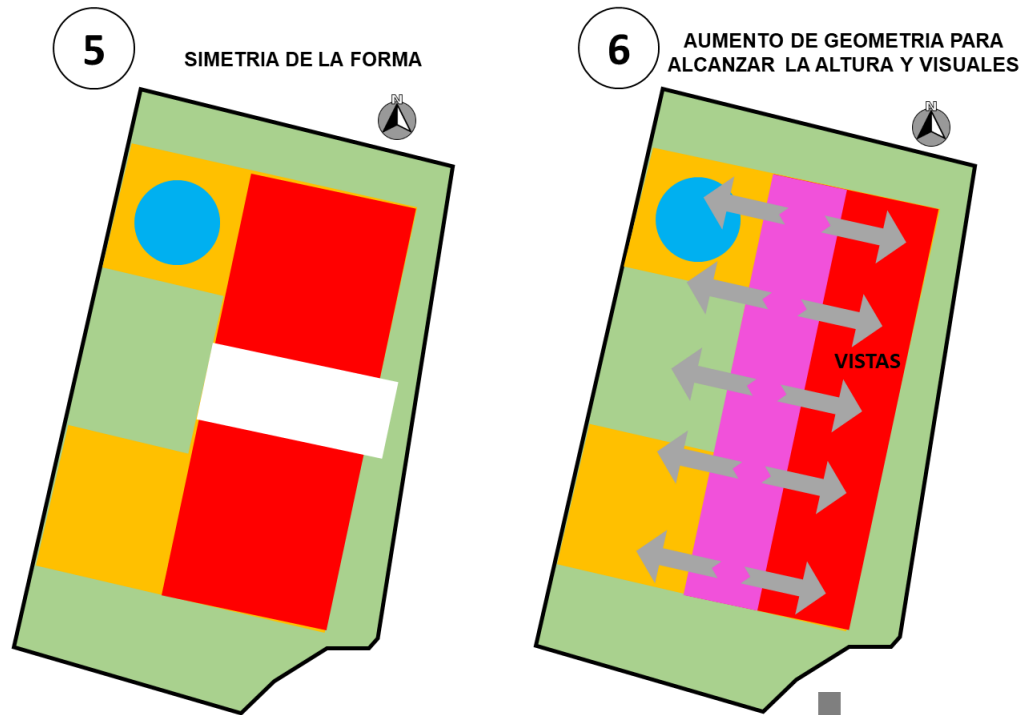 5
SIMETRIA DE LA FORMA
N
6
AUMENTO DE GEOMETRIA PARA
ALCANZAR LA ALTURA Y VISUALES
N
VISTAS